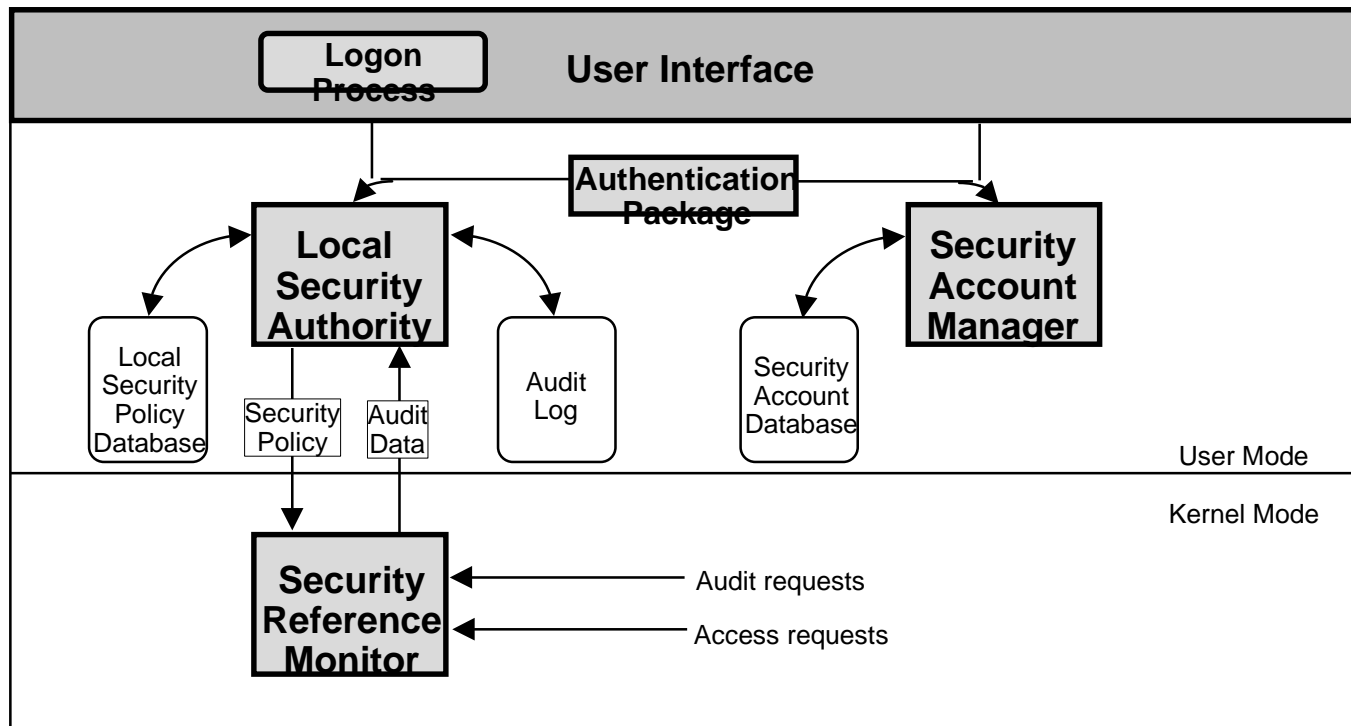 Logon
Process
User Interface
Authentication
Package
Local
Security
Authority
Security
Account
Manager
Local
Security
Policy
Database
Security
Policy
Audit
Data
Audit
Log
Security
Account
Database
User Mode
Kernel Mode
Security
Reference
Monitor
Audit requests
Access requests